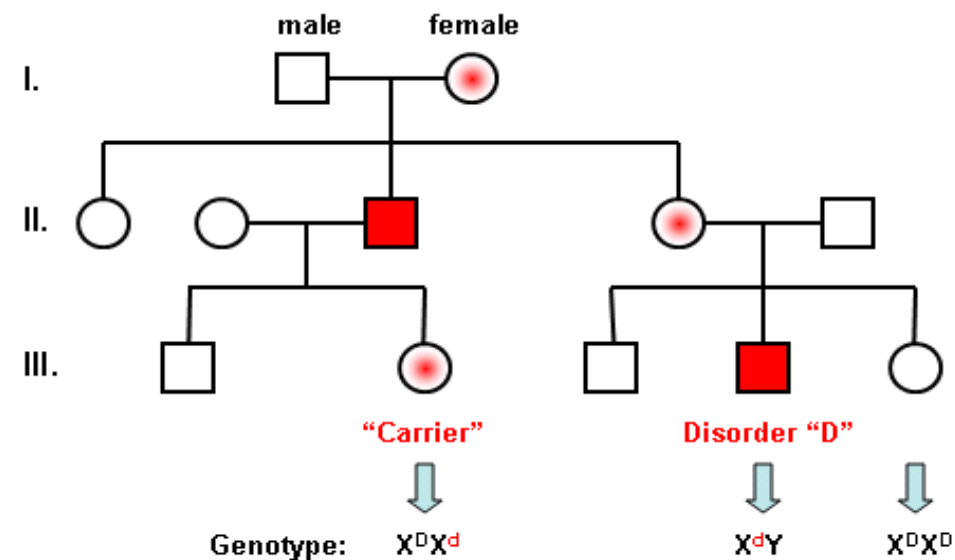 male female
I.
II.
III.
“Carrier” Disorder “D”
Genotype: XᴰXᵈ XᵈY XᴰXᴰ